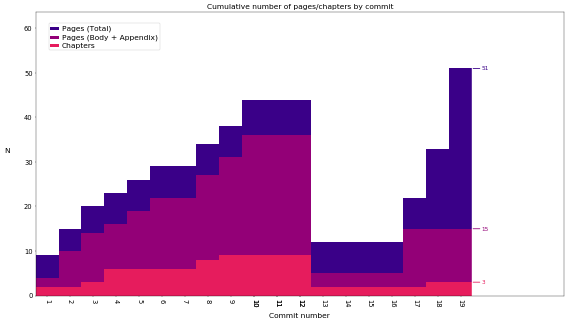 Cumulative number of pages/chapters by commit
Pages (Total)
Pages (Body + Appendix)
Chapters
N
60
50
40
30
20
10
0
51
15
3
1 2 3 4 5 6 7 8 9 10 11 12 13 14 15 16 17 18 19
Commit number